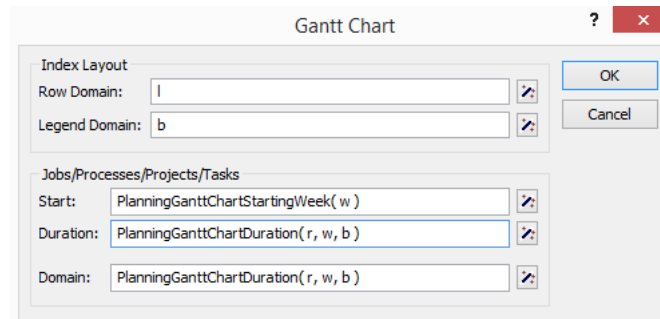 Gantt Chart
?
×
Index Layout
Row Domain: l
Legend Domain: b
OK
Cancel
Jobs/Processes/Projects/Tasks
Start: PlanningGanttChartStartingWeek( w )
Duration: PlanningGanttChartDuration( r, w, b )
Domain: PlanningGanttChartDuration( r, w, b )